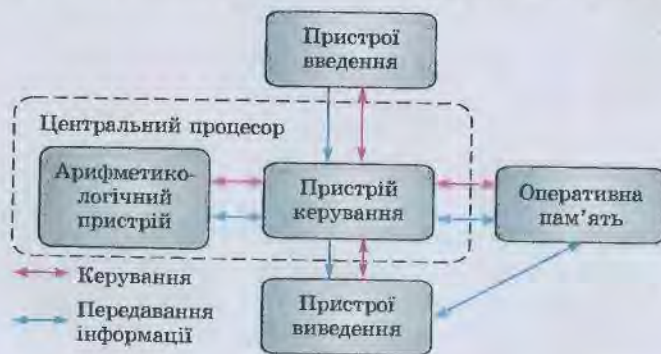 Пристрої
введення
Центральний процесор
Арифметико-
логічний
пристрій
Пристрій
керування
Оперативна
пам’ять
Керування
Передавання
інформації
Пристрої
виведення